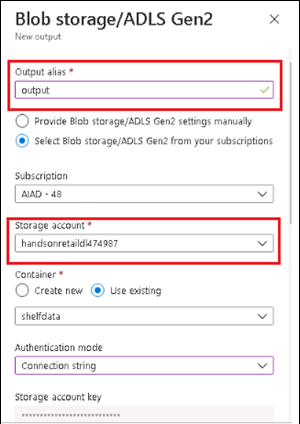 Blob storage/ADLS Gen2
New output
Output alias *
output
Provide Blob storage/ADLS Gen2 settings manually
Select Blob storage/ADLS Gen2 from your subscriptions
Subscription
AIAD - 48
Storage account *
handsonretaildl474987
Container *
Create new Use existing
shelfdata
Authentication mode
Connection string
Storage account key
••••••••••••••••••••••••••